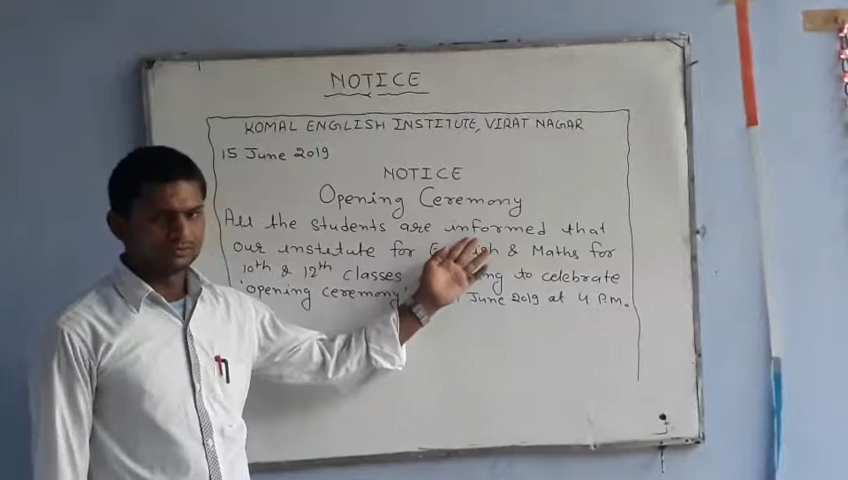 NOTICE
KOMAL ENGLISH INSTITUTE, VIRAT NAGAR
15 June 2019
NOTICE
Opening Ceremony
All the students are informed that
our institute for & Maths for
10th & 12th classes to celebrate
'Opening ceremony' June 2019 at 4 P.M.